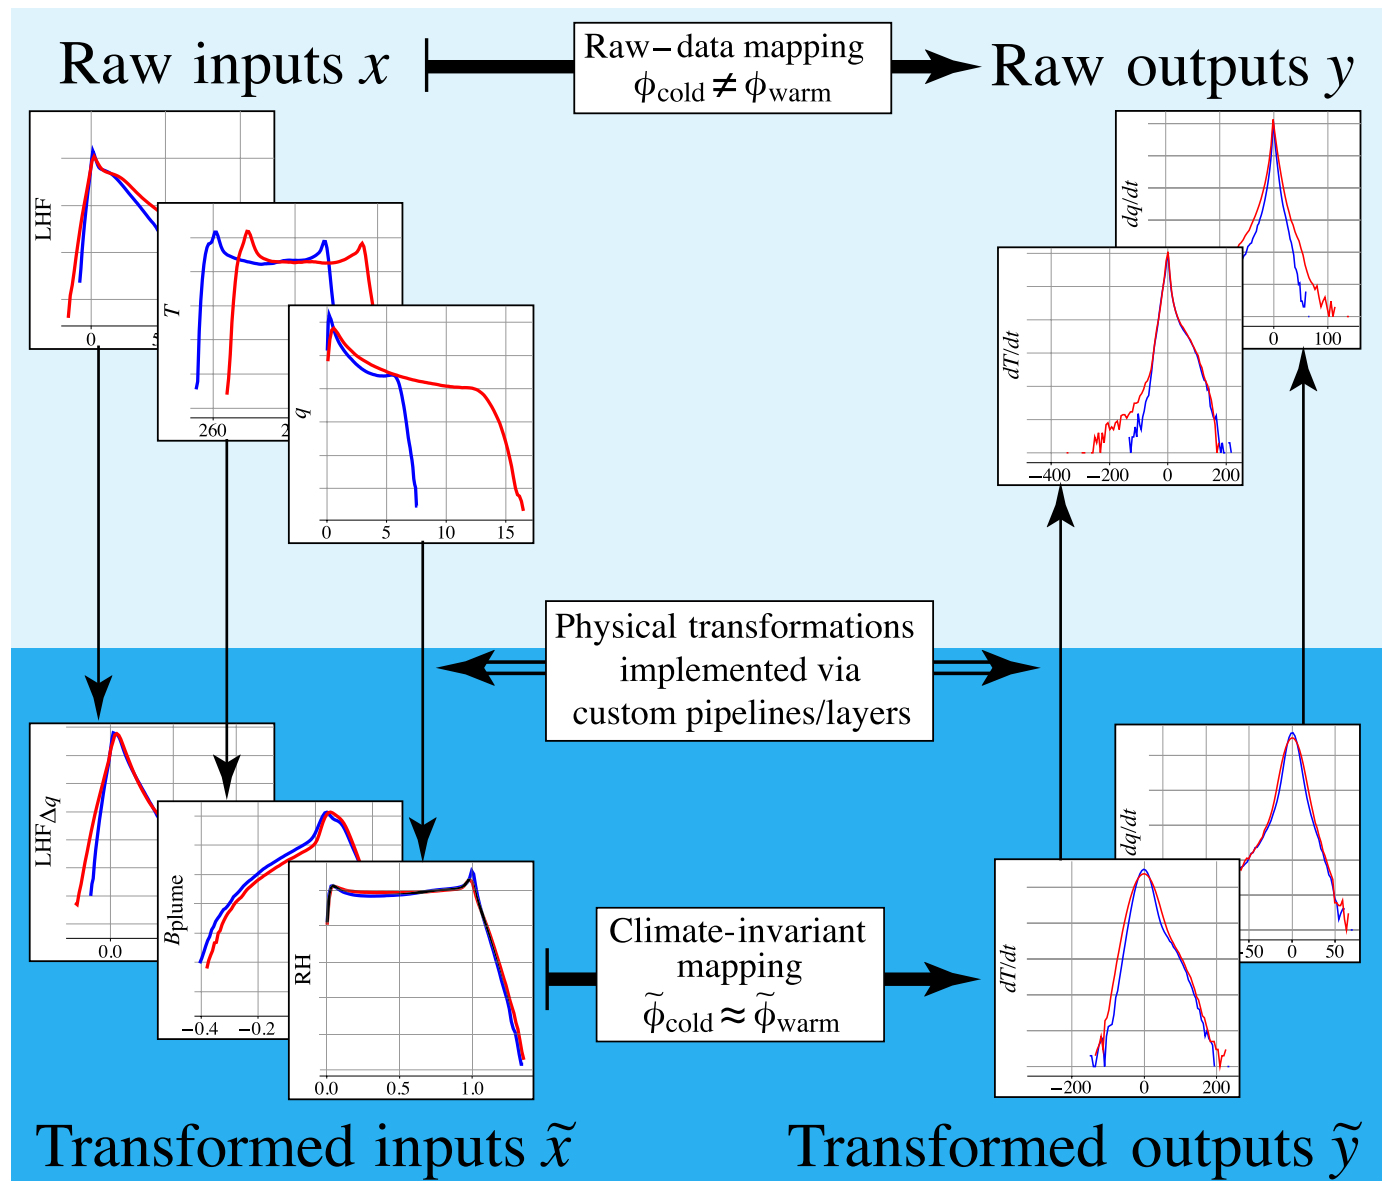 Raw inputs x
Raw−data mapping
ϕcold ≠ ϕwarm
Raw outputs y
LHF
0
5
T
260
2
q
0 5 10 15
dq/dt
0 100
dT/dt
−400 −200 0 200
Physical transformations
implemented via
custom pipelines/layers
LHFΔq
0.0
Bplume
−0.4 −0.2
RH
0.0 0.5 1.0
Climate-invariant
mapping
ϕ̃cold ≈ ϕ̃warm
dq/dt
−50 0 50
dT/dt
−200 0 200
Transformed inputs x̃
Transformed outputs ỹ